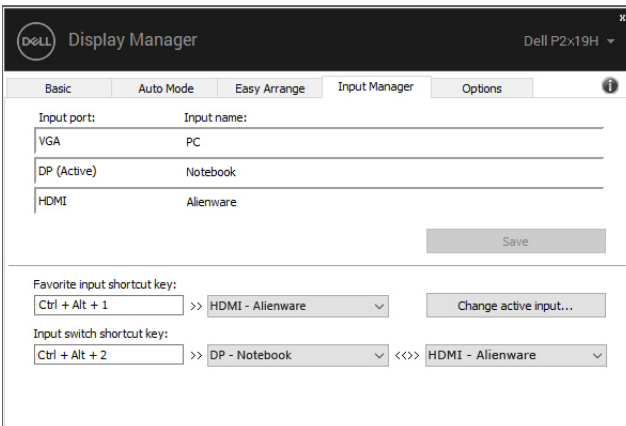 x
DELL Display Manager Dell P2x19H
Basic Auto Mode Easy Arrange Input Manager Options i
Input port: Input name:
VGA PC
DP (Active) Notebook
HDMI Alienware
Save
Favorite input shortcut key:
Ctrl + Alt + 1 >> HDMI - Alienware Change active input...
Input switch shortcut key:
Ctrl + Alt + 2 >> DP - Notebook <<>> HDMI - Alienware